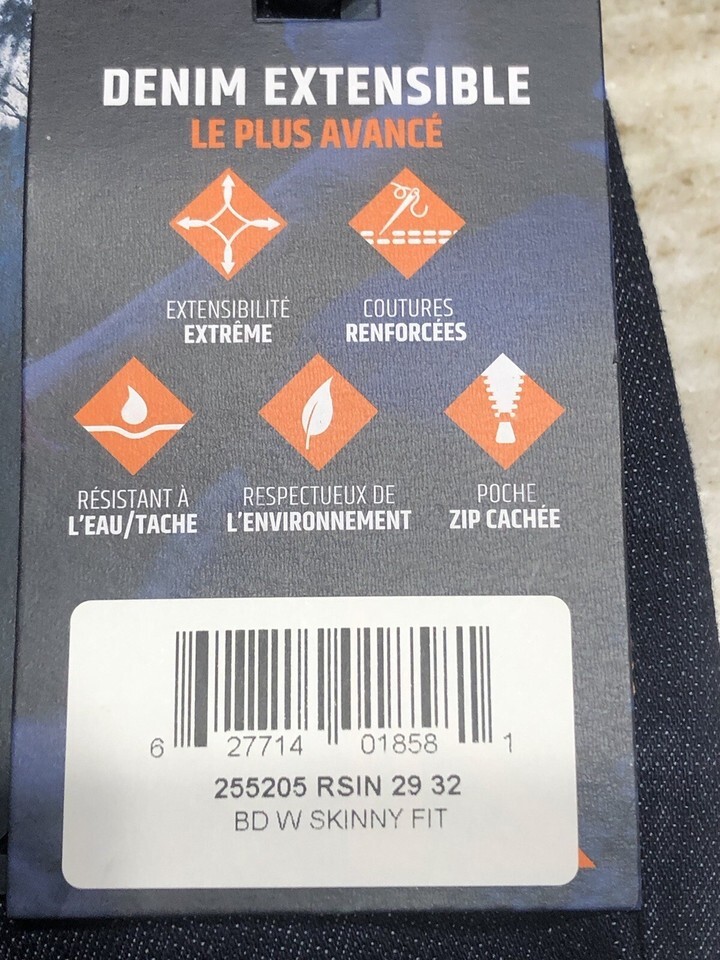 DENIM EXTENSIBLE
LE PLUS AVANCÉ
EXTENSIBILITÉ
EXTRÊME
COUTURES
RENFORCÉES
RÉSISTANT À
L'EAU/TACHE
RESPECTUEUX DE
L'ENVIRONNEMENT
POCHE
ZIP CACHÉE
6 27714 01858 1
255205 RSIN 29 32
BD W SKINNY FIT